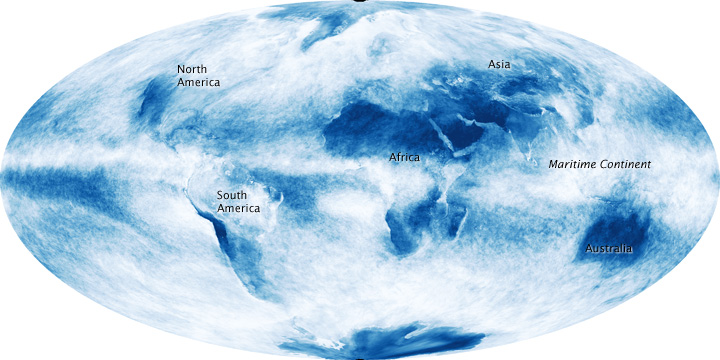 North
America
Asia
Africa
Maritime Continent
South
America
Australia